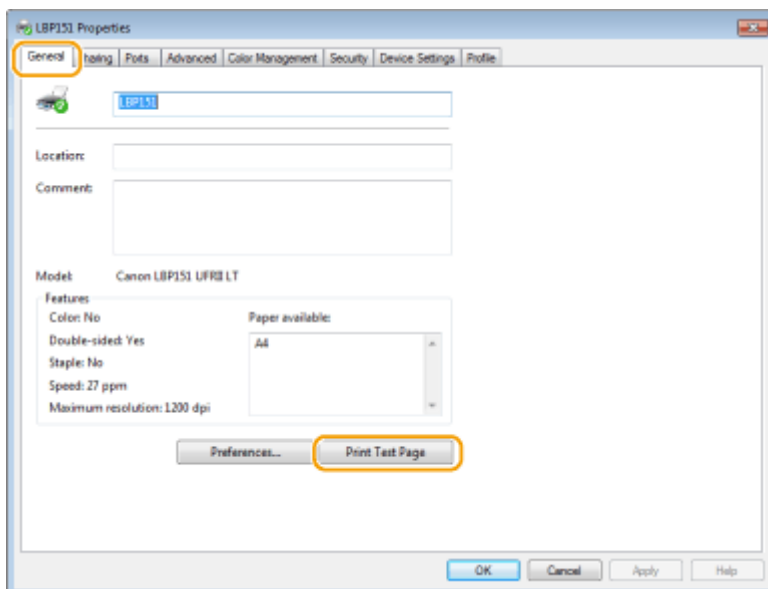 LBP151 Properties
General haring Ports Advanced Color Management Security Device Settings Profile
LBP151
Location:
Comment:
Model: Canon LBP151 UFRII LT
Features
Color: No Paper available:
Double-sided: Yes A4
Staple: No
Speed: 27 ppm
Maximum resolution: 1200 dpi
Preferences... Print Test Page
OK Cancel Apply Help